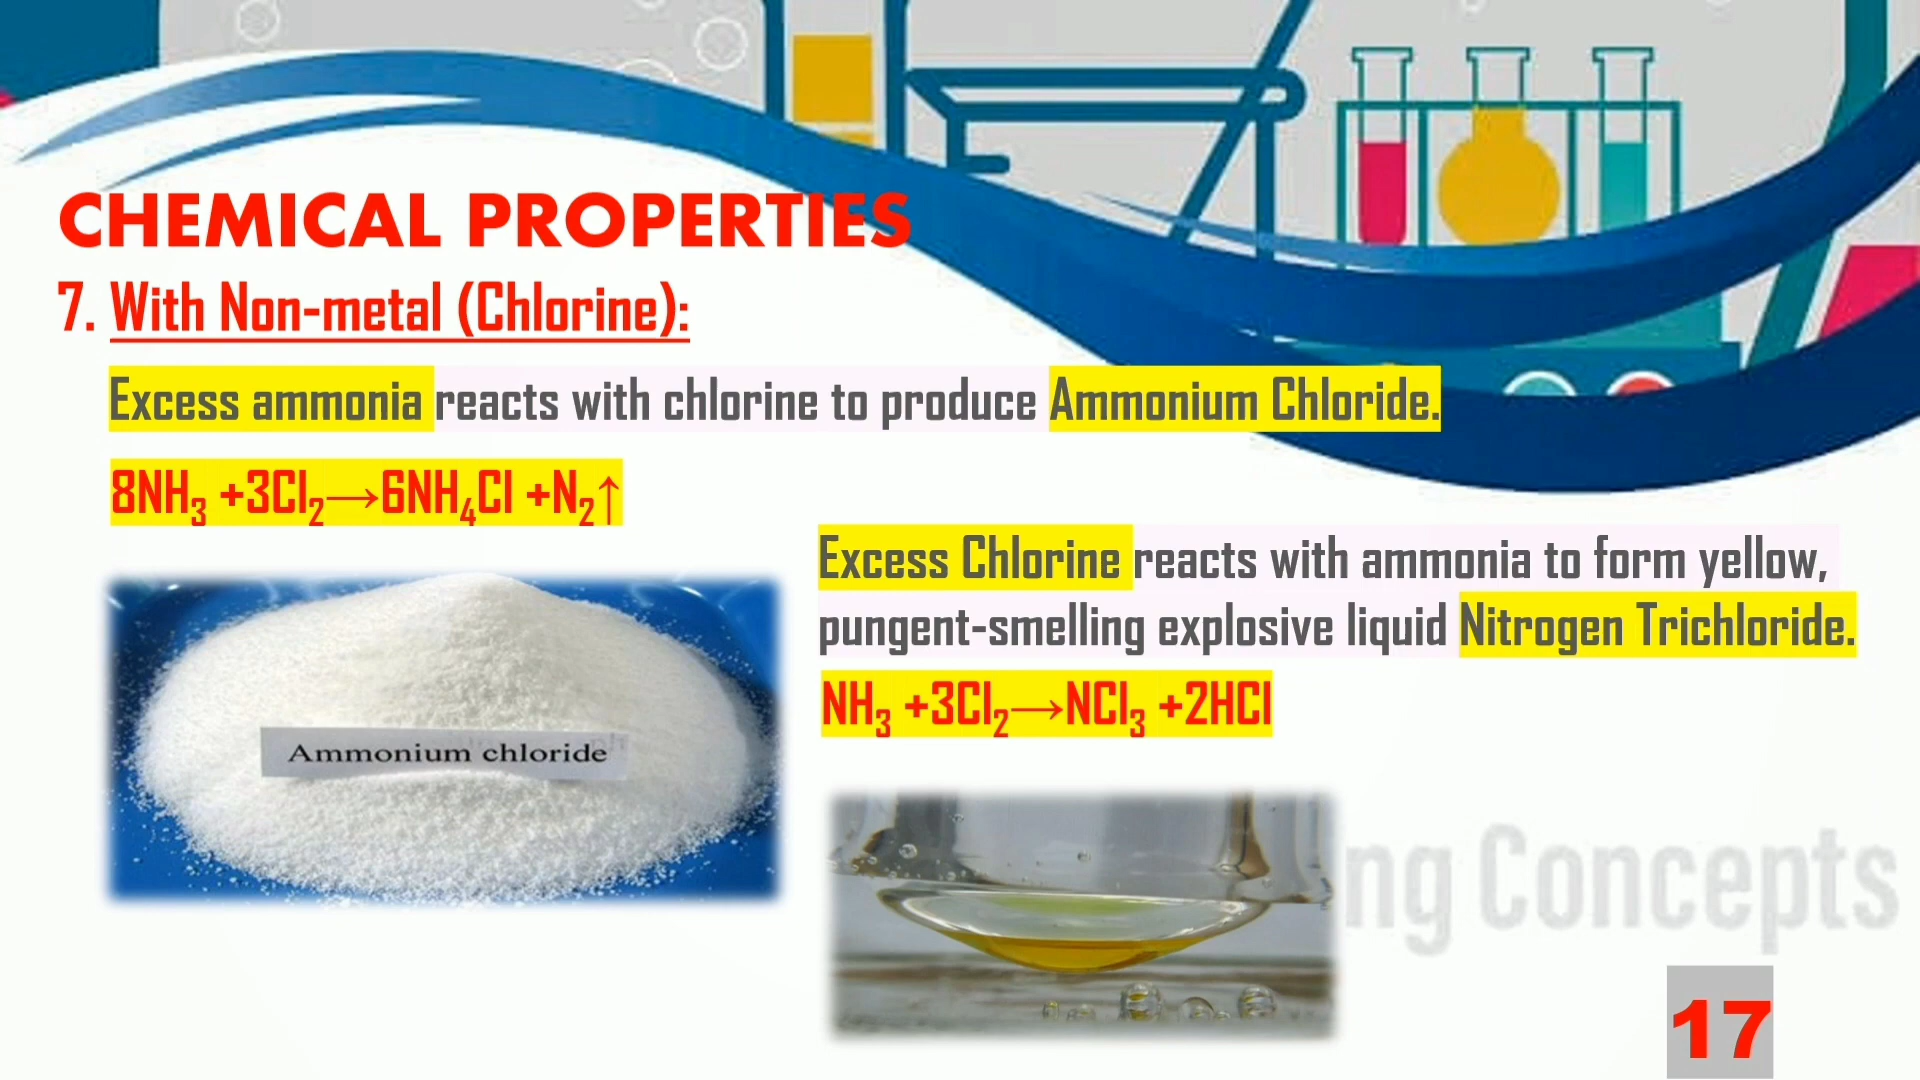 CHEMICAL PROPERTIES
7. With Non-metal (Chlorine):
Excess ammonia reacts with chlorine to produce Ammonium Chloride.
8NH₃ +3Cl₂→6NH₄Cl +N₂↑
Excess Chlorine reacts with ammonia to form yellow,
pungent-smelling explosive liquid Nitrogen Trichloride.
NH₃ +3Cl₂→NCl₃ +2HCl
Ammonium chloride
ng Concepts
17